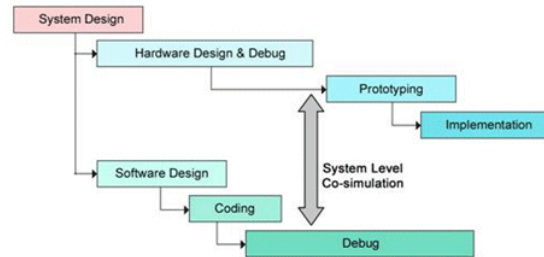 System Design
Hardware Design & Debug
Prototyping
Implementation
System Level
Co-simulation
Software Design
Coding
Debug